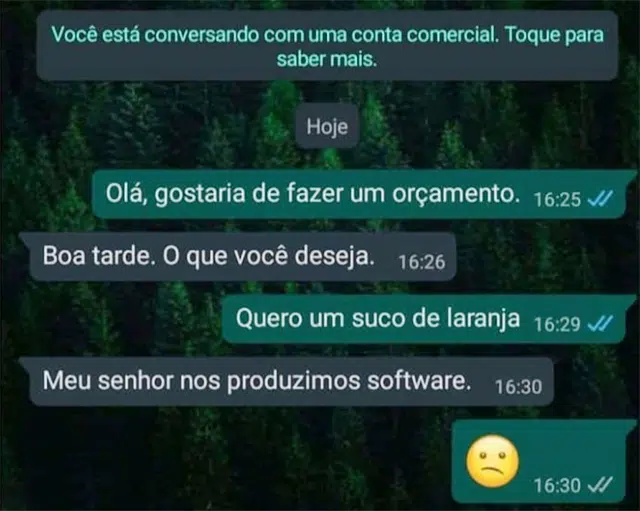 Você está conversando com uma conta comercial. Toque para
saber mais.
Hoje
Olá, gostaria de fazer um orçamento. 16:25
Boa tarde. O que você deseja. 16:26
Quero um suco de laranja 16:29
Meu senhor nos produzimos software. 16:30
16:30